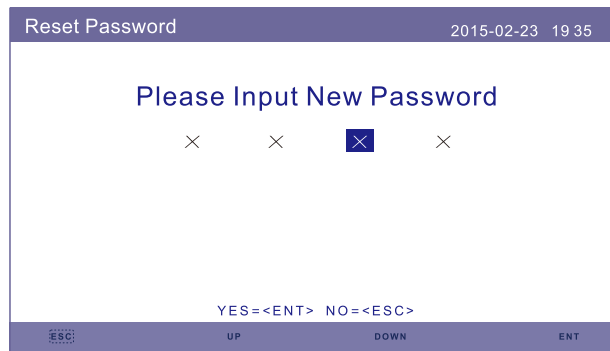 Reset Password 2015-02-23 19 35
Please Input New Password
× × × ×
YES=<ENT> NO=<ESC>
ESC UP DOWN ENT